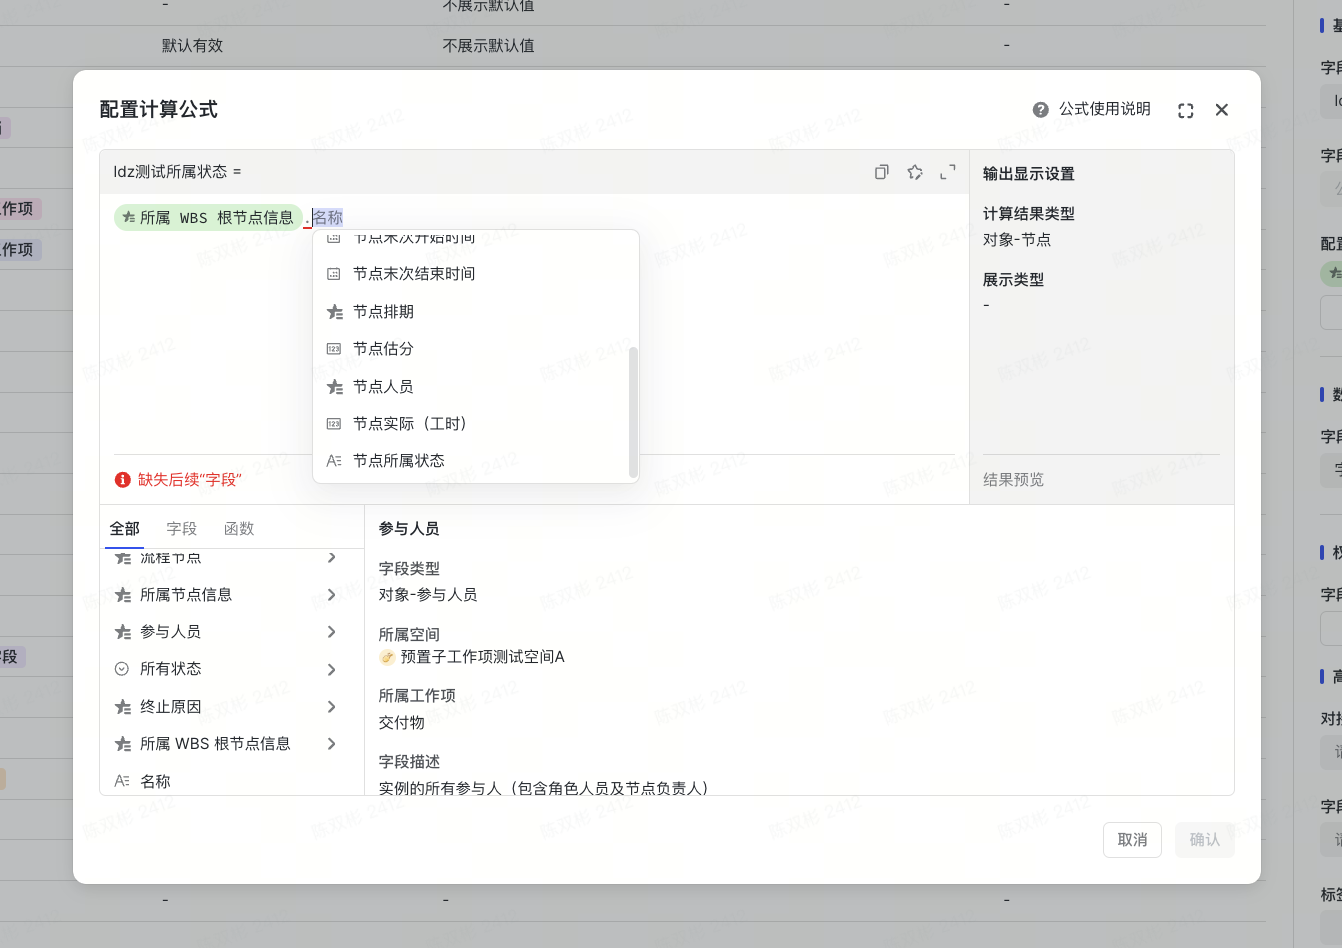 - 不展示默认值 -
默认有效 不展示默认值 -
配置计算公式
公式使用说明
ldz测试所属状态 =
所属 WBS 根节点信息 .名称
节点末次开始时间
节点末次结束时间
节点排期
节点估分
节点人员
节点实际（工时）
节点所属状态
缺失后续“字段”
输出显示设置
计算结果类型
对象-节点
展示类型
-
结果预览
全部 字段 函数
流程节点
所属节点信息
参与人员
所有状态
终止原因
所属 WBS 根节点信息
名称
参与人员
字段类型
对象-参与人员
所属空间
预置子工作项测试空间A
所属工作项
交付物
字段描述
实例的所有参与人（包含角色人员及节点负责人）
取消 确认
- - -
作项
作项
段
陈双彬 2412